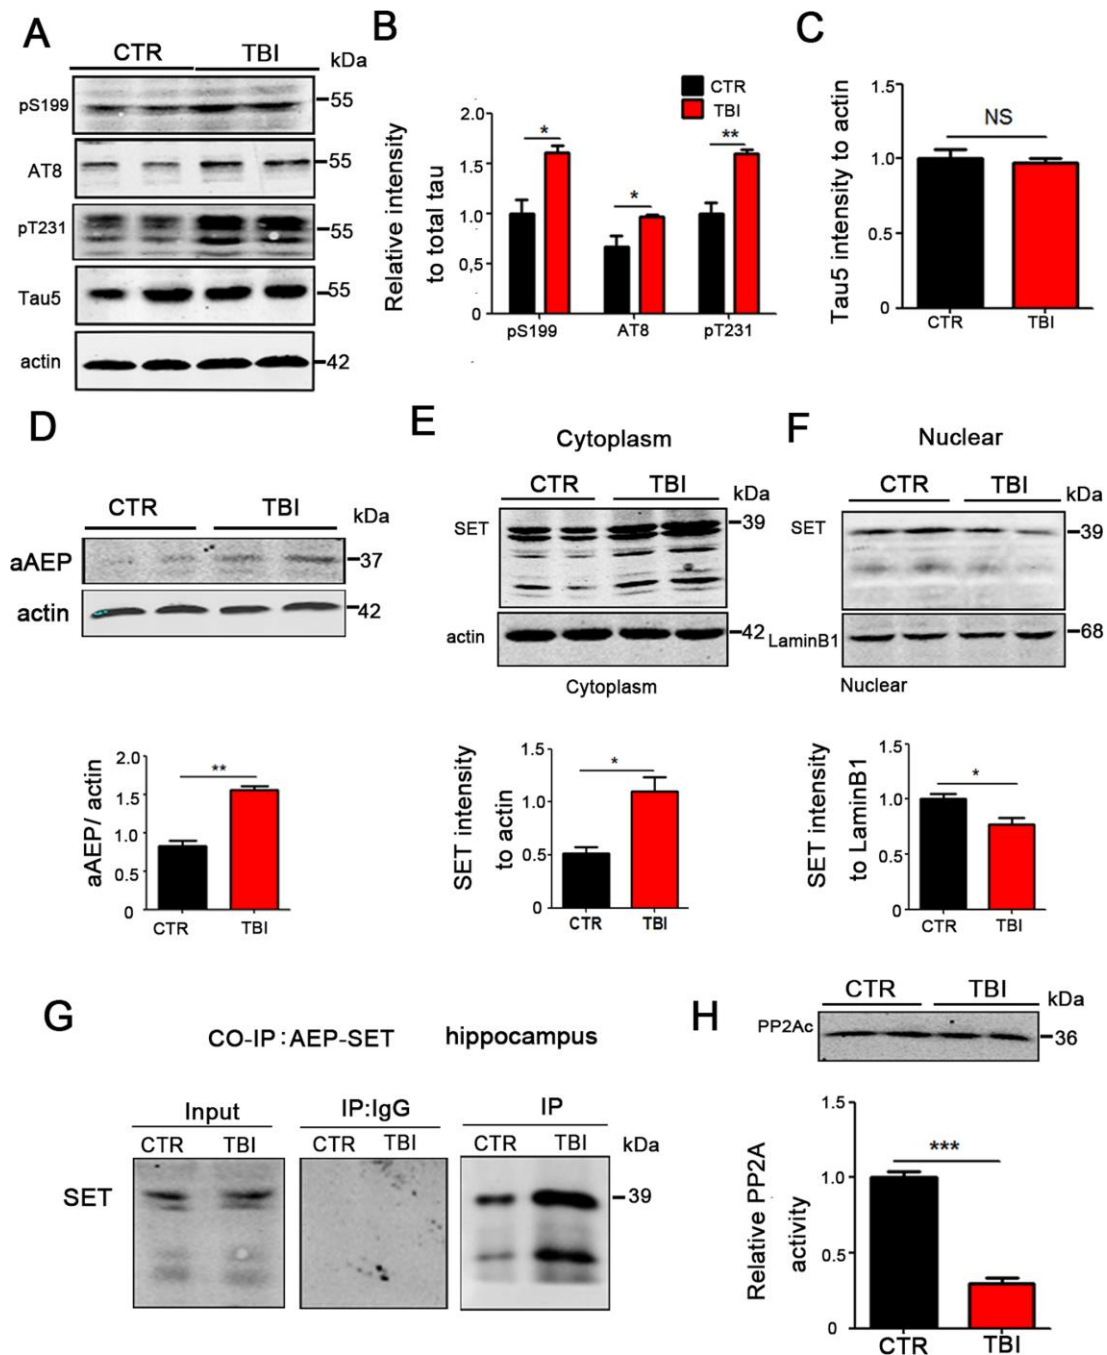 A
CTR TBI kDa
pS199 55
AT8 55
pT231 55
Tau5 55
actin 42
B
CTR
TBI
Relative intensity
to total tau
2.0
1.5
1.0
0.5
0
* * **
pS199 AT8 pT231
C
Tau5 intensity to actin
1.5
1.0
0.5
0
NS
CTR TBI
D
CTR TBI kDa
aAEP 37
actin 42
aAEP/ actin
2.0
1.5
1.0
0.5
0
**
CTR TBI
E
Cytoplasm
CTR TBI kDa
SET 39
actin 42
Cytoplasm
SET intensity
to actin
1.5
1.0
0.5
0
*
CTR TBI
F
Nuclear
CTR TBI kDa
SET 39
LaminB1 68
Nuclear
SET intensity
to LaminB1
1.5
1.0
0.5
0
*
CTR TBI
G
CO-IP:AEP-SET hippocampus
Input IP:IgG IP
CTR TBI CTR TBI CTR TBI kDa
SET 39
H
CTR TBI kDa
PP2Ac 36
Relative PP2A
activity
1.5
1.0
0.5
0
***
CTR TBI